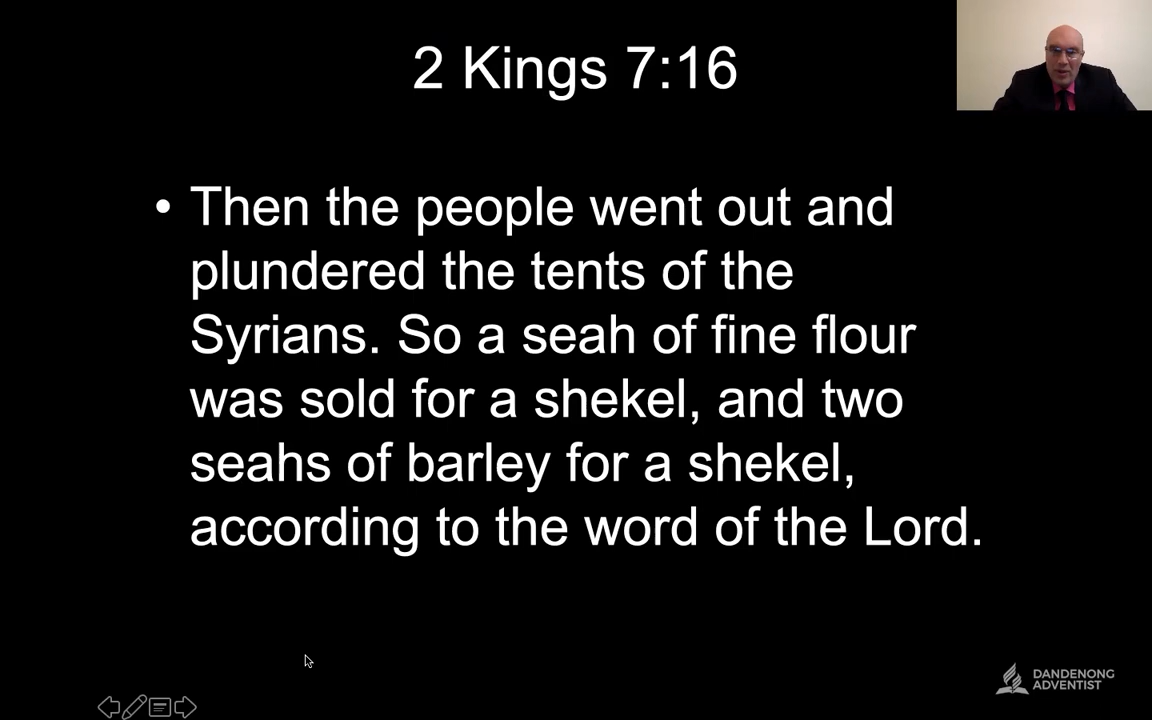 2 Kings 7:16
• Then the people went out and
plundered the tents of the
Syrians. So a seah of fine flour
was sold for a shekel, and two
seahs of barley for a shekel,
according to the word of the Lord.
DANDENONG
ADVENTIST